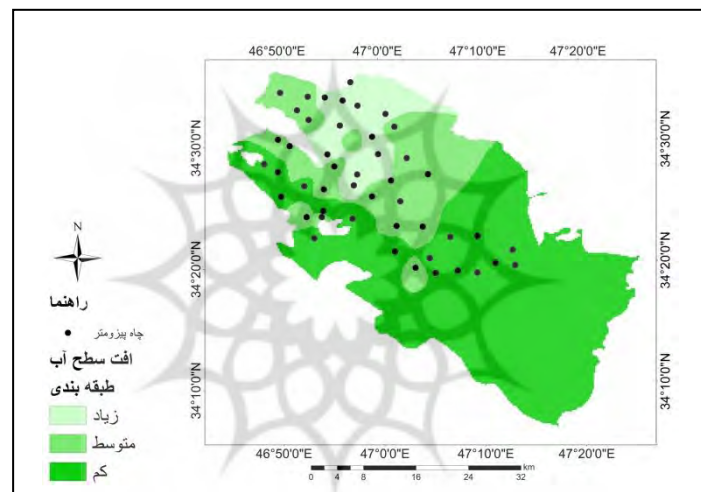 46°50'0"E 47°0'0"E 47°10'0"E 47°20'0"E
34°30'0"N 34°30'0"N
34°20'0"N 34°20'0"N
34°10'0"N 34°10'0"N
N
راهنما
چاه پیزومتر
افت سطح آب
طبقه بندی
زیاد
متوسط
کم
46°50'0"E 47°0'0"E 47°10'0"E 47°20'0"E
km
0 4 8 16 24 32